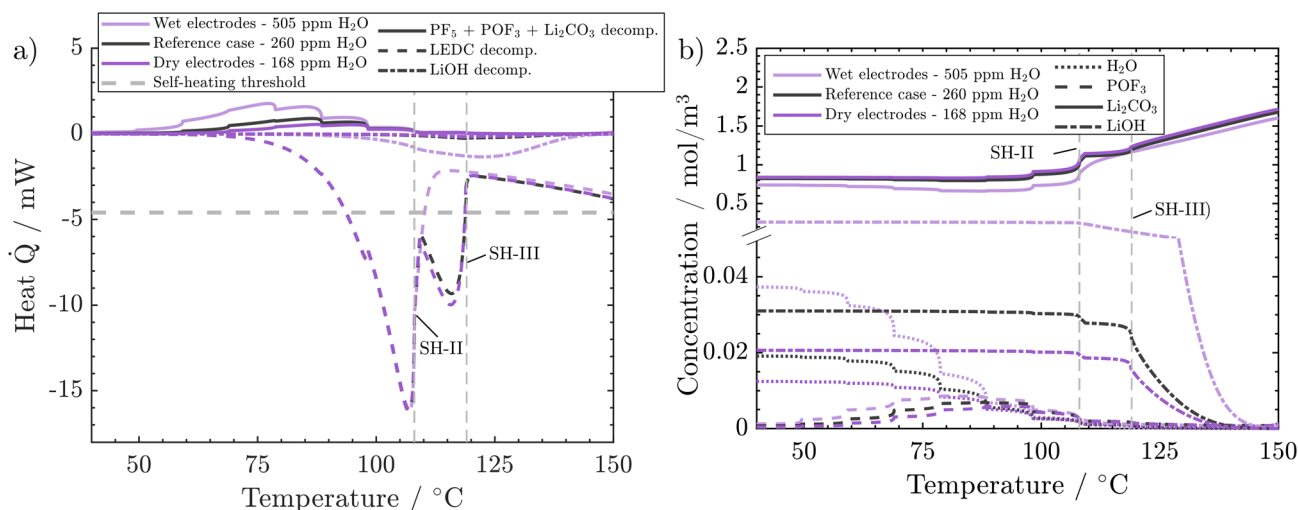 a)
Wet electrodes - 505 ppm H₂O
Reference case - 260 ppm H₂O
Dry electrodes - 168 ppm H₂O
Self-heating threshold
PF₅ + POF₃ + Li₂CO₃ decomp.
LEDC decomp.
LiOH decomp.
5
0
-5
-10
-15
Heat Q̇ / mW
SH-III
SH-II
50
75
100
125
150
Temperature / °C
b)
Wet electrodes - 505 ppm H₂O
Reference case - 260 ppm H₂O
Dry electrodes - 168 ppm H₂O
H₂O
POF₃
Li₂CO₃
LiOH
2.5
2
1.5
1
0.5
0.04
0.02
0
Concentration / mol/m³
SH-II
SH-III)
50
75
100
125
150
Temperature / °C